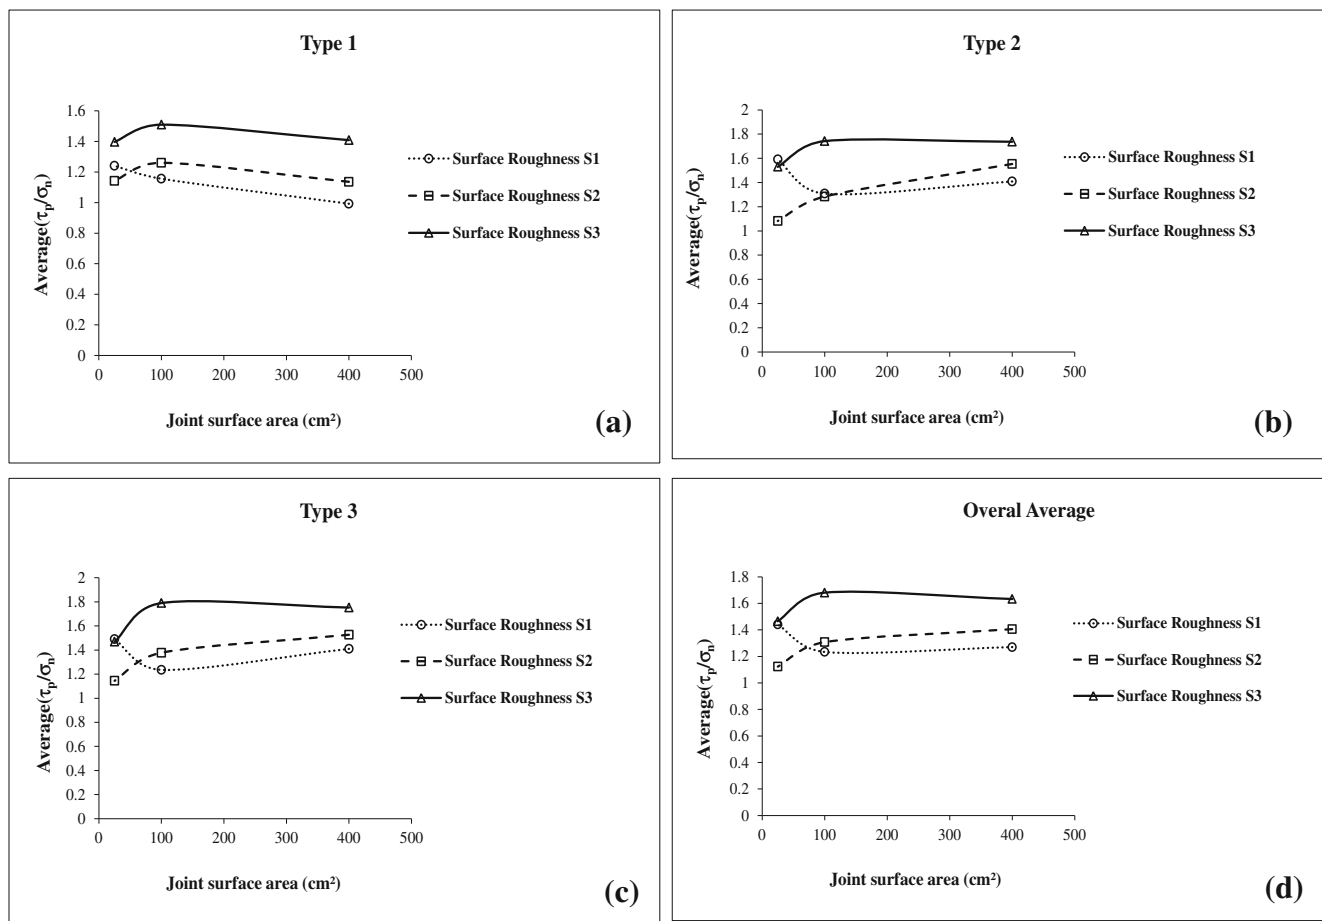 Type 1
1.6
1.4
1.2
1
0.8
0.6
0.4
0.2
0
0 100 200 300 400 500
Average(τp/σn)
Joint surface area (cm²)
Surface Roughness S1
Surface Roughness S2
Surface Roughness S3
(a)
Type 2
2
1.8
1.6
1.4
1.2
1
0.8
0.6
0.4
0.2
0
0 100 200 300 400 500
Average(τp/σn)
Joint surface area (cm²)
Surface Roughness S1
Surface Roughness S2
Surface Roughness S3
(b)
Type 3
2
1.8
1.6
1.4
1.2
1
0.8
0.6
0.4
0.2
0
0 100 200 300 400 500
Average(τp/σn)
Joint surface area (cm²)
Surface Roughness S1
Surface Roughness S2
Surface Roughness S3
(c)
Overal Average
1.8
1.6
1.4
1.2
1
0.8
0.6
0.4
0.2
0
0 100 200 300 400 500
Average(τp/σn)
Joint surface area (cm²)
Surface Roughness S1
Surface Roughness S2
Surface Roughness S3
(d)